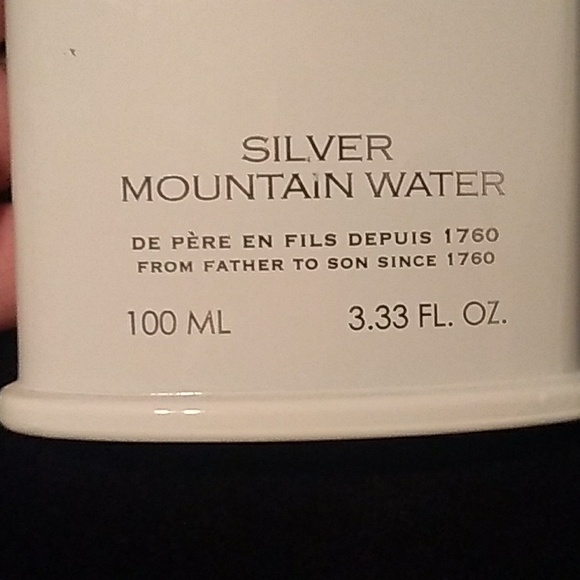 SILVER
MOUNTAIN WATER
DE PÈRE EN FILS DEPUIS 1760
FROM FATHER TO SON SINCE 1760
100 ML 3.33 FL. OZ.